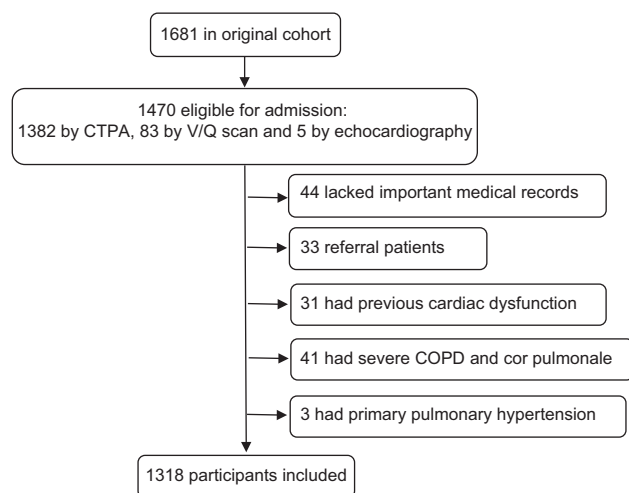 1681 in original cohort
1470 eligible for admission:
1382 by CTPA, 83 by V/Q scan and 5 by echocardiography
44 lacked important medical records
33 referral patients
31 had previous cardiac dysfunction
41 had severe COPD and cor pulmonale
3 had primary pulmonary hypertension
1318 participants included